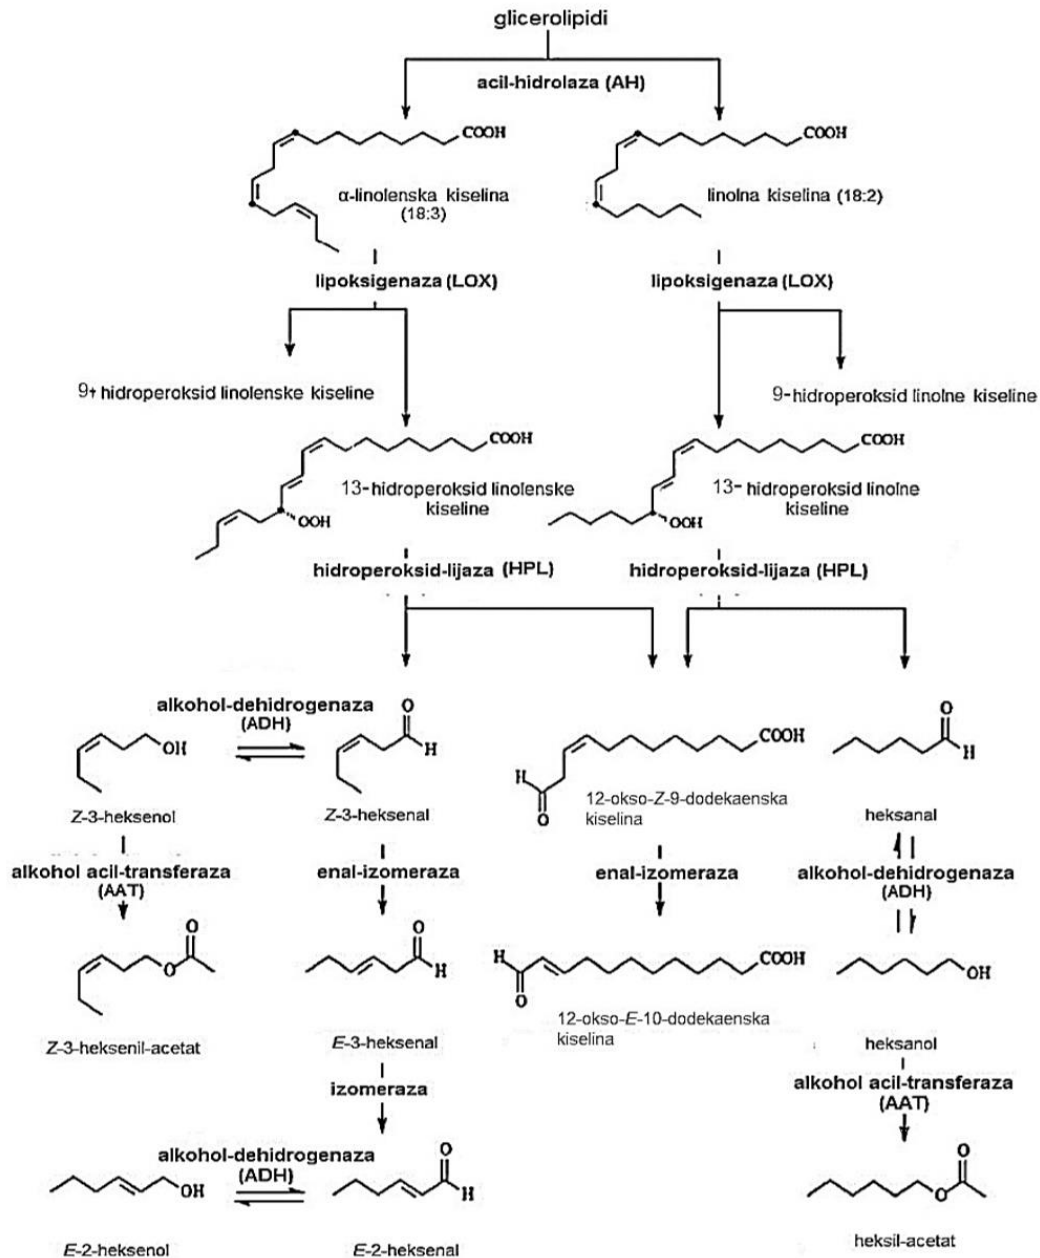 glicerolipidi
acil-hidrolaza (AH)
COOH
COOH
α-linolenska kiselina
(18:3)
linolna kiselina (18:2)
lipoksigenaza (LOX)
lipoksigenaza (LOX)
9- hidroperoksid linolenske kiseline
9-hidroperoksid linolne kiseline
COOH
COOH
13-hidroperoksid linolenske
kiseline
13- hidroperoksid linolne
kiseline
OOH
OOH
hidroperoksid-lijaza (HPL)
hidroperoksid-lijaza (HPL)
alkohol-dehidrogenaza
(ADH)
OH
O
H
COOH
H
O
O
H
Z-3-heksenol
Z-3-heksenal
12-okso-Z-9-dodekaenska
kiselina
heksanal
alkohol acil-transferaza
(AAT)
enal-izomeraza
enal-izomeraza
alkohol-dehidrogenaza
(ADH)
O
O
O
H
H
O
COOH
OH
Z-3-heksenil-acetat
E-3-heksenal
12-okso-E-10-dodekaenska
kiselina
heksanol
izomeraza
alkohol acil-transferaza
(AAT)
alkohol-dehidrogenaza
(ADH)
OH
O
H
O
O
E-2-heksenol
E-2-heksenal
heksil-acetat